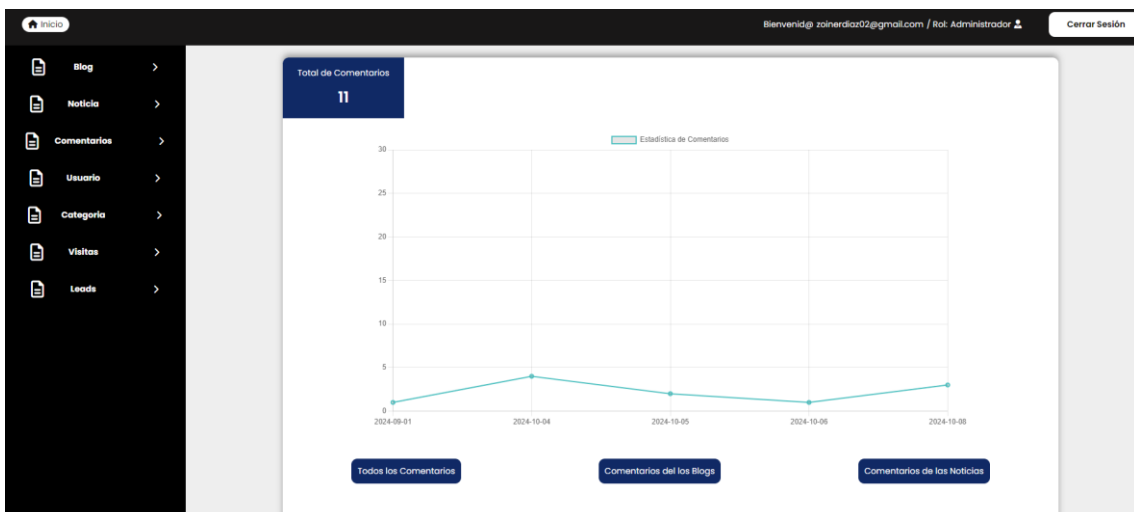 Inicio
Bienvenid@ zoinerdiaz02@gmail.com / Rol: Administrador
Cerrar Sesión
Blog
Noticia
Comentarios
Usuario
Categoria
Visitas
Leads
Total de Comentarios
11
Estadística de Comentarios
30
25
20
15
10
5
0
2024-09-01 2024-10-04 2024-10-05 2024-10-06 2024-10-08
Todos los Comentarios
Comentarios del los Blogs
Comentarios de las Noticias